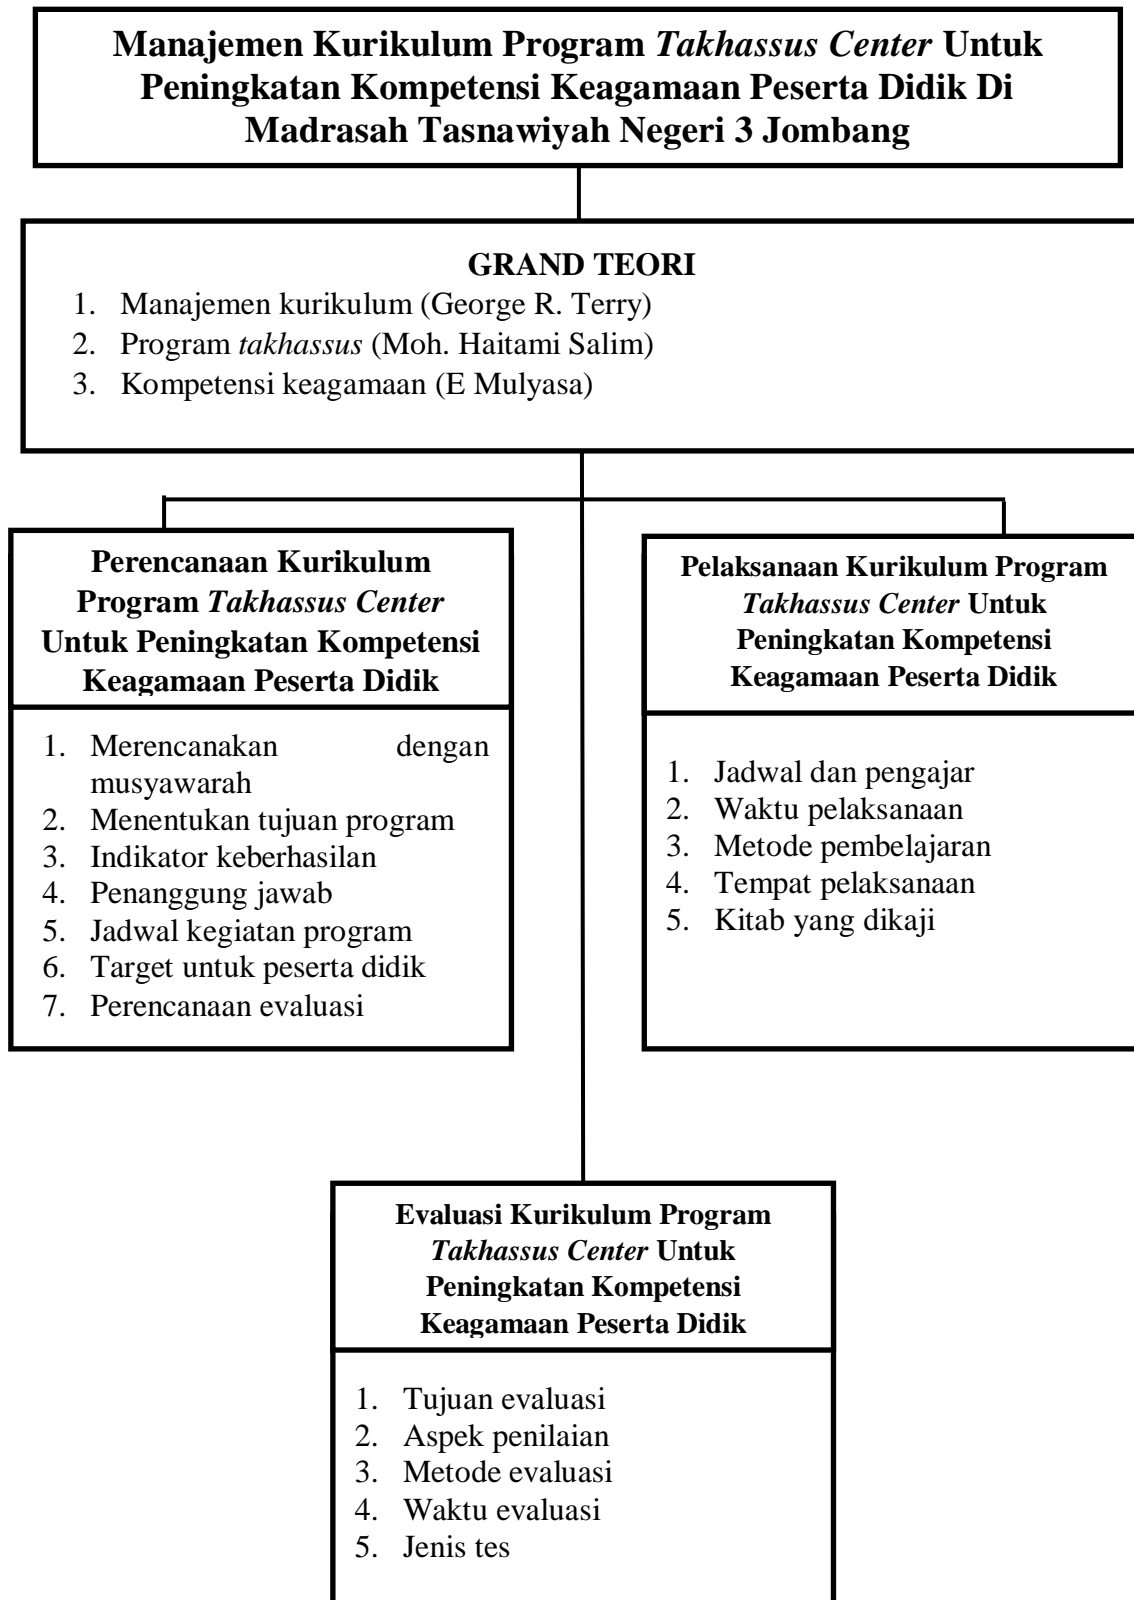 Manajemen Kurikulum Program Takhassus Center Untuk
Peningkatan Kompetensi Keagamaan Peserta Didik Di
Madrasah Tasnawiyah Negeri 3 Jombang
GRAND TEORI
1. Manajemen kurikulum (George R. Terry)
2. Program takhassus (Moh. Haitami Salim)
3. Kompetensi keagamaan (E Mulyasa)
Perencanaan Kurikulum
Program Takhassus Center
Untuk Peningkatan Kompetensi
Keagamaan Peserta Didik
1. Merencanakan dengan
musyawarah
2. Menentukan tujuan program
3. Indikator keberhasilan
4. Penanggung jawab
5. Jadwal kegiatan program
6. Target untuk peserta didik
7. Perencanaan evaluasi
Pelaksanaan Kurikulum Program
Takhassus Center Untuk
Peningkatan Kompetensi
Keagamaan Peserta Didik
1. Jadwal dan pengajar
2. Waktu pelaksanaan
3. Metode pembelajaran
4. Tempat pelaksanaan
5. Kitab yang dikaji
Evaluasi Kurikulum Program
Takhassus Center Untuk
Peningkatan Kompetensi
Keagamaan Peserta Didik
1. Tujuan evaluasi
2. Aspek penilaian
3. Metode evaluasi
4. Waktu evaluasi
5. Jenis tes